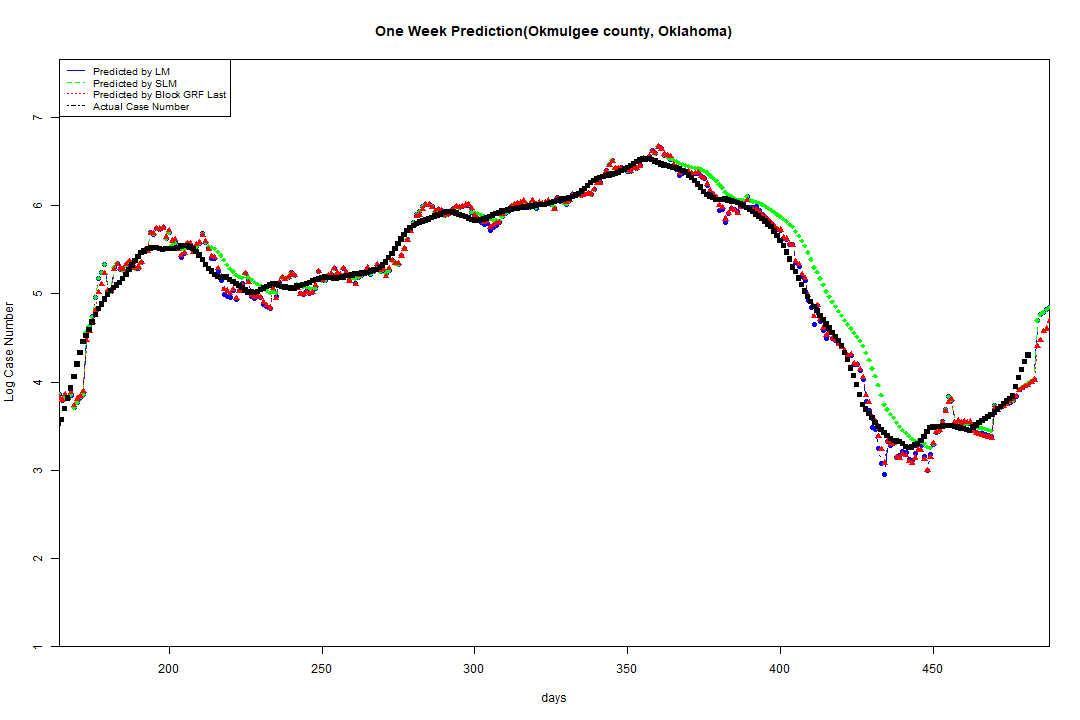 One Week Prediction(Okmulgee county, Oklahoma)
Predicted by LM
Predicted by SLM
Predicted by Block GRF Last
Actual Case Number
7
6
5
4
3
2
1
Log Case Number
200 250 300 350 400 450
days